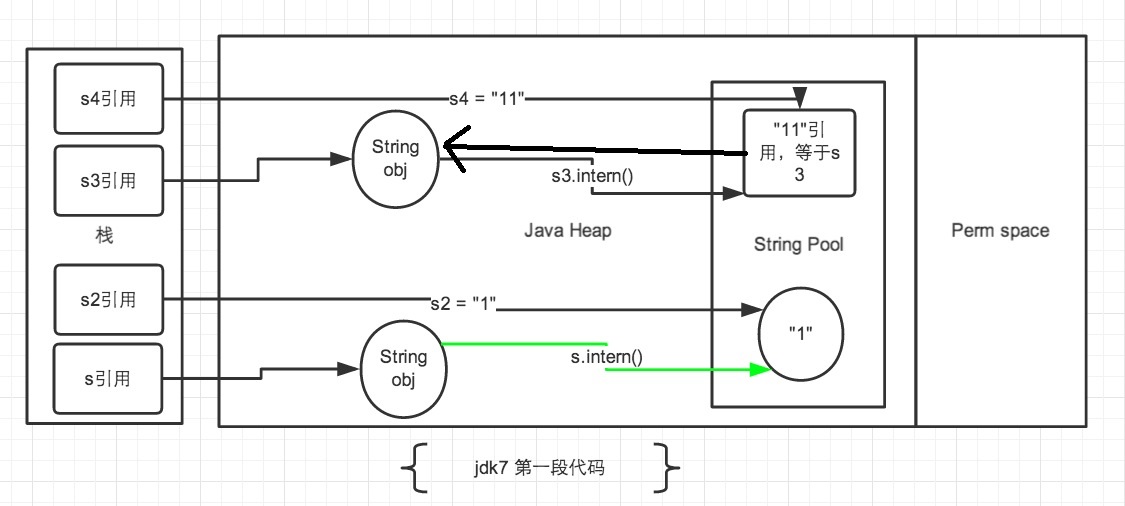 s4引用
s4 = "11"
"11"引
用，等于s
3
String
obj
s3引用
s3.intern()
栈
Java Heap
String Pool
Perm space
s2引用
s2 = "1"
"1"
String
obj
s.intern()
s引用
jdk7 第一段代码